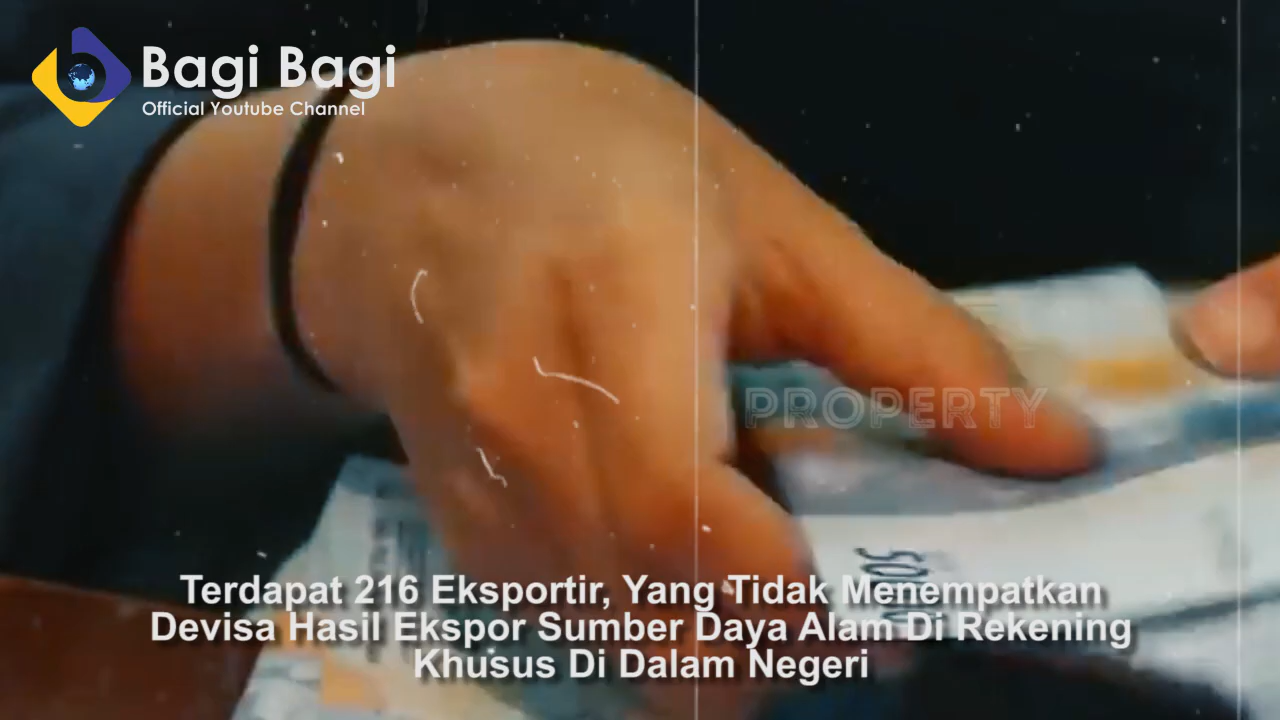 Bagi Bagi
Official Youtube Channel
PROPERTY
Terdapat 216 Eksportir, Yang Tidak Menempatkan
Devisa Hasil Ekspor Sumber Daya Alam Di Rekening
Khusus Di Dalam Negeri